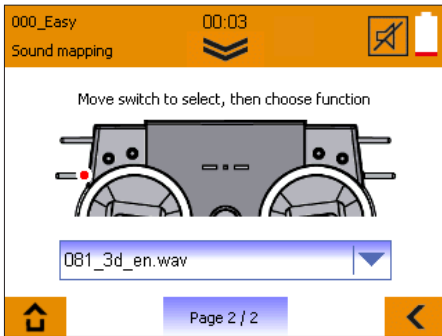 000_Easy
00:03
Sound mapping
Move switch to select, then choose function
081_3d_en.wav
Page 2 / 2